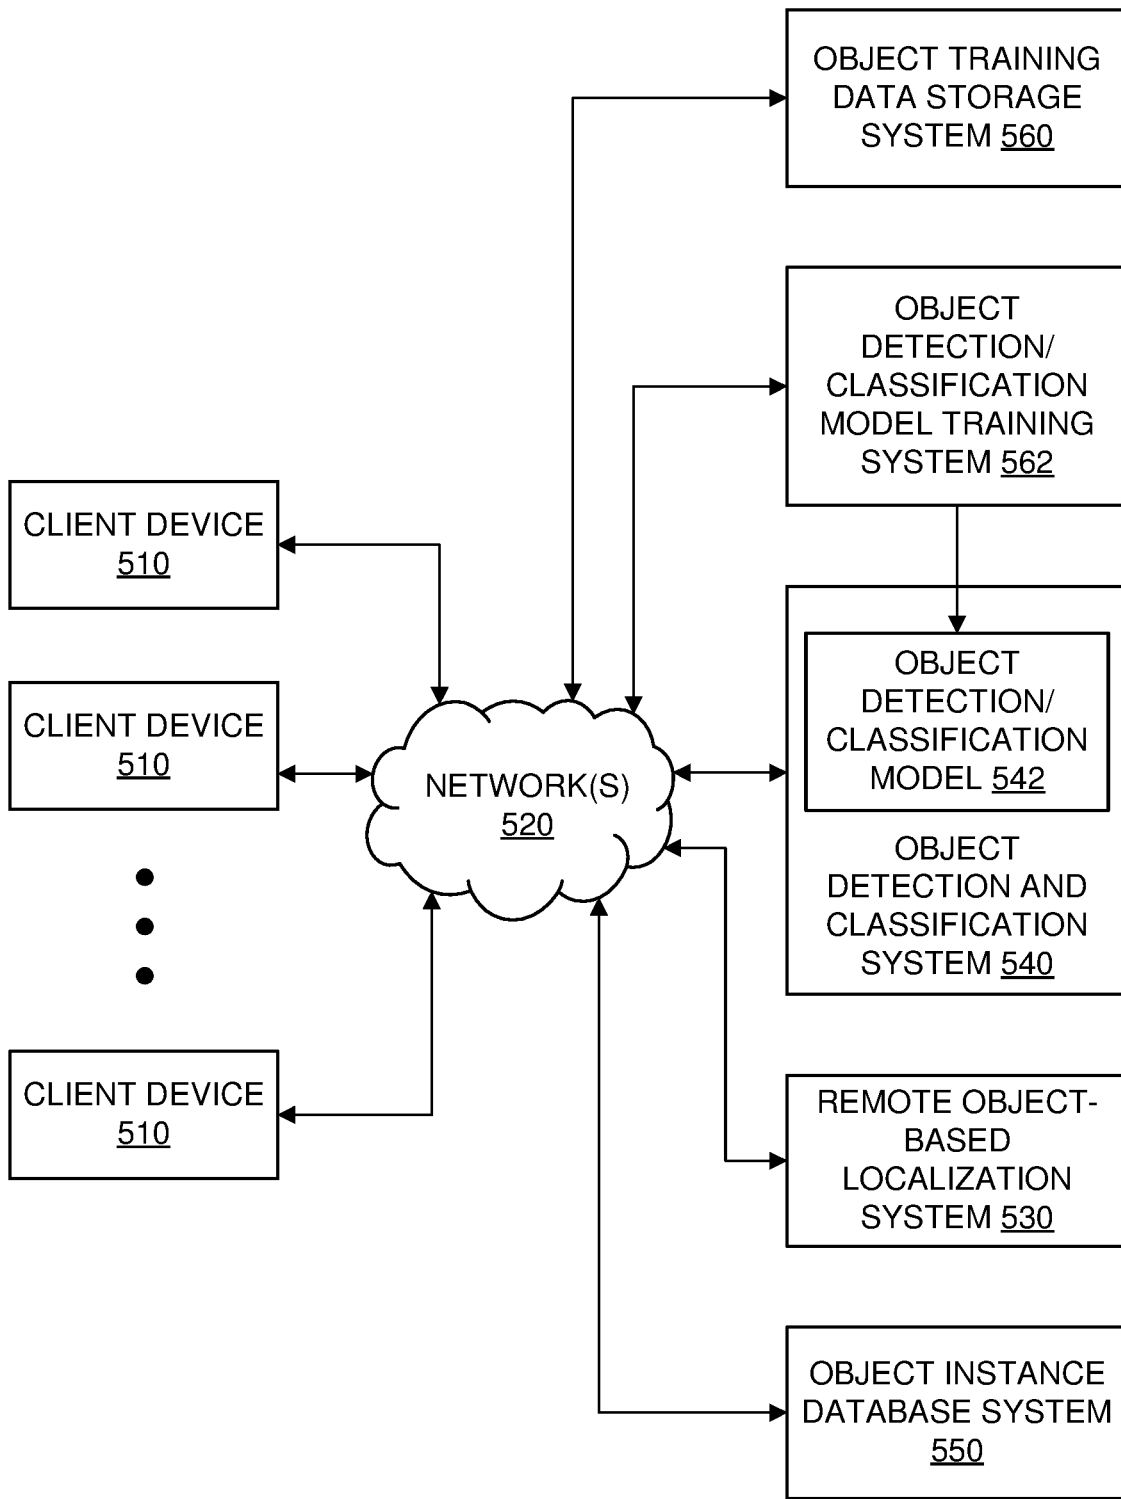 OBJECT TRAINING
DATA STORAGE
SYSTEM 560
OBJECT
DETECTION/
CLASSIFICATION
MODEL TRAINING
SYSTEM 562
CLIENT DEVICE
510
CLIENT DEVICE
510
CLIENT DEVICE
510
NETWORK(S)
520
OBJECT
DETECTION/
CLASSIFICATION
MODEL 542
OBJECT
DETECTION AND
CLASSIFICATION
SYSTEM 540
REMOTE OBJECT-
BASED
LOCALIZATION
SYSTEM 530
OBJECT INSTANCE
DATABASE SYSTEM
550